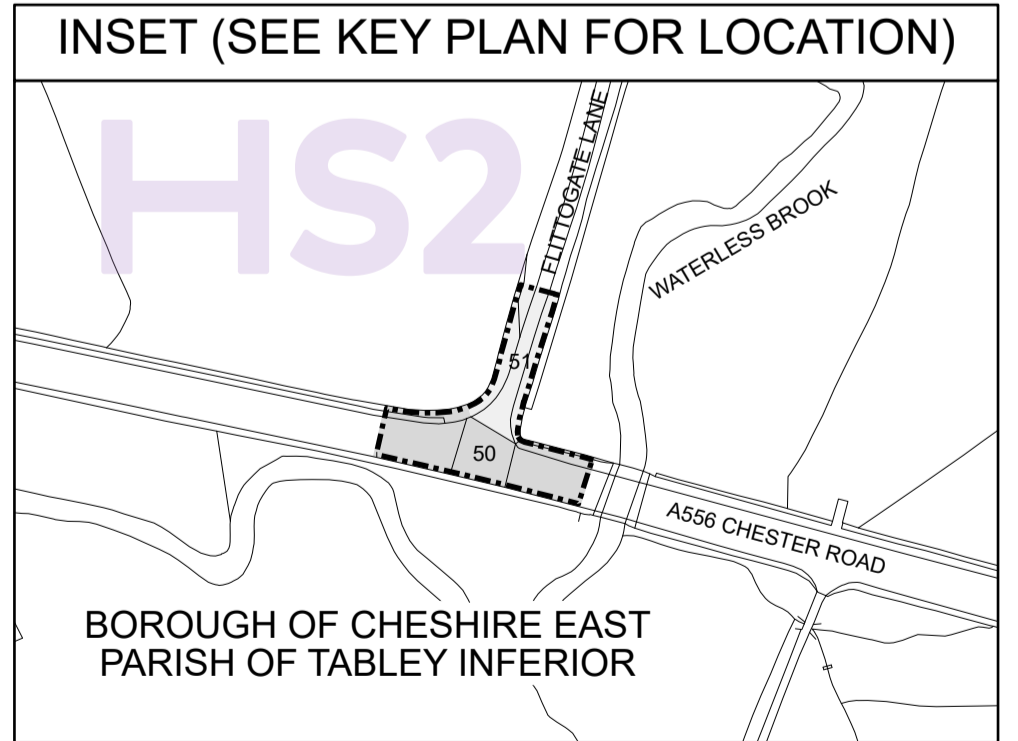 INSET (SEE KEY PLAN FOR LOCATION)
HS2
FLITTOGATE LANE
WATERLESS BROOK
51
50
A556 CHESTER ROAD
BOROUGH OF CHESHIRE EAST
PARISH OF TABLEY INFERIOR